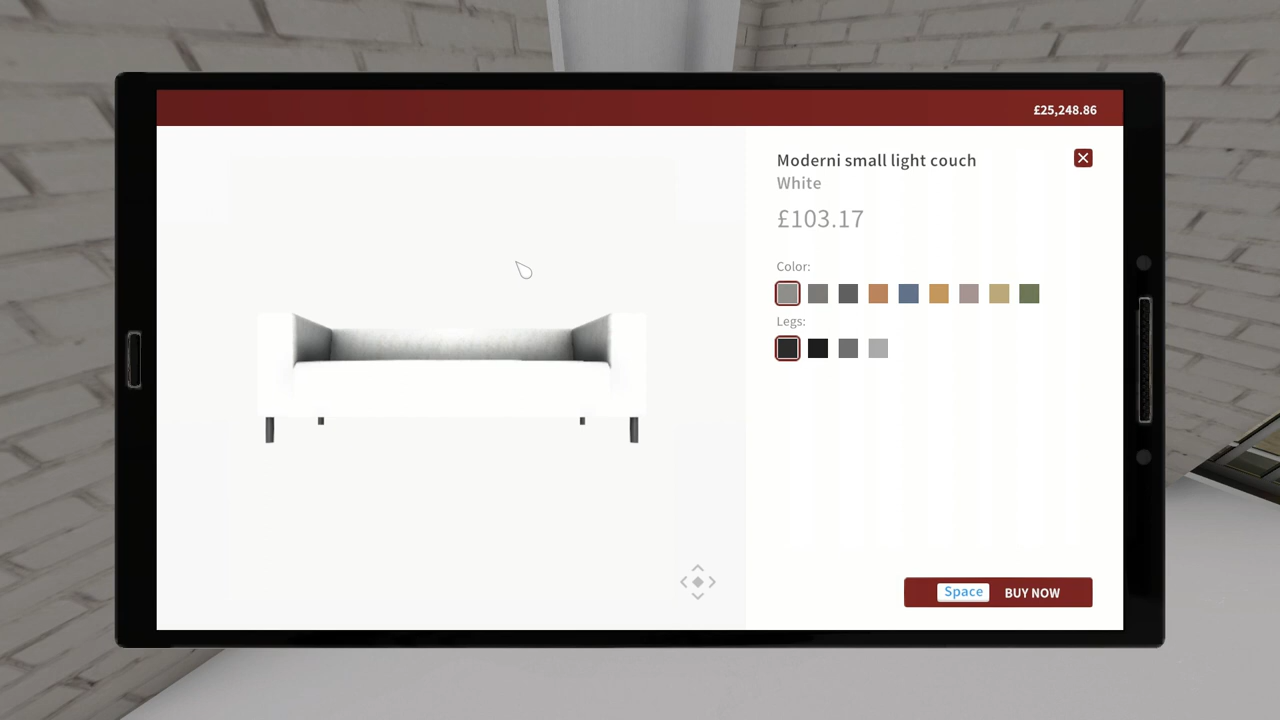 £25,248.86
Moderni small light couch
White
£103.17
Color:
Legs:
Space BUY NOW